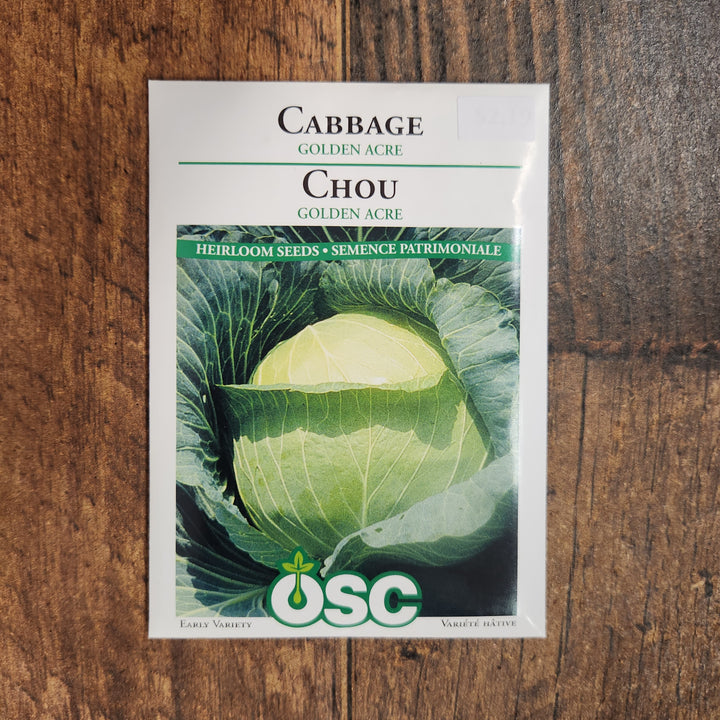 CABBAGE
GOLDEN ACRE
CHOU
GOLDEN ACRE
HEIRLOOM SEEDS • SEMENCE PATRIMONIALE
OSC
EARLY VARIETY
VARIÉTÉ HÂTIVE